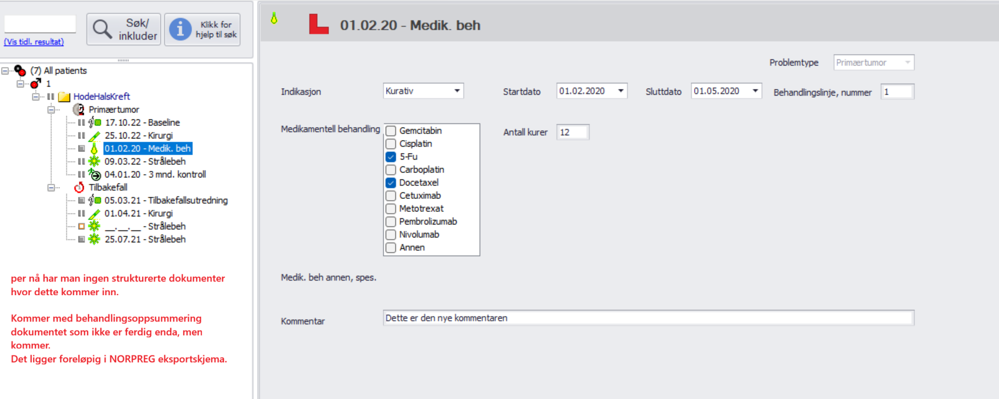 Søk/
inkluder
Klikk for
hjelp til søk
(Vis tidl. resultat)
(7) All patients
1
HodeHalsKreft
Primærtumor
17.10.22 - Baseline
25.10.22 - Kirurgi
01.02.20 - Medik. beh
09.03.22 - Strålebeh
04.01.20 - 3 mnd. kontroll
Tilbakefall
05.03.21 - Tilbakefallsutredning
01.04.21 - Kirurgi
__.__.__ - Strålebeh
25.07.21 - Strålebeh
per nå har man ingen strukturerte dokumenter
hvor dette kommer inn.
Kommer med behandlingsoppsummering
dokumentet som ikke er ferdig enda, men
kommer.
Det ligger foreløpig i NORPREG eksportskjema.
L 01.02.20 - Medik. beh
Problemtype Primærtumor
Indikasjon Kurativ Startdato 01.02.2020 Sluttdato 01.05.2020 Behandlingslinje, nummer 1
Medikamentell behandling Gemcitabin Antall kurer 12
Cisplatin
5-Fu
Carboplatin
Docetaxel
Cetuximab
Metotrexat
Pembrolizumab
Nivolumab
Annen
Medik. beh annen, spes.
Kommentar Dette er den nye kommentaren